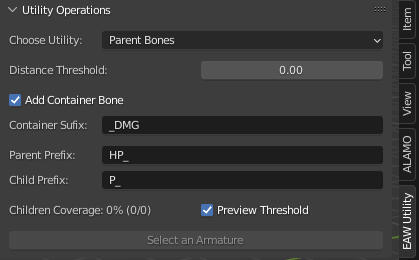 Utility Operations
Choose Utility: Parent Bones
Distance Threshold: 0.00
Add Container Bone
Container Sufix: _DMG
Parent Prefix: HP_
Child Prefix: P_
Children Coverage: 0% (0/0) Preview Threshold
Select an Armature
Item
Tool
View
ALAMO
EAW Utility